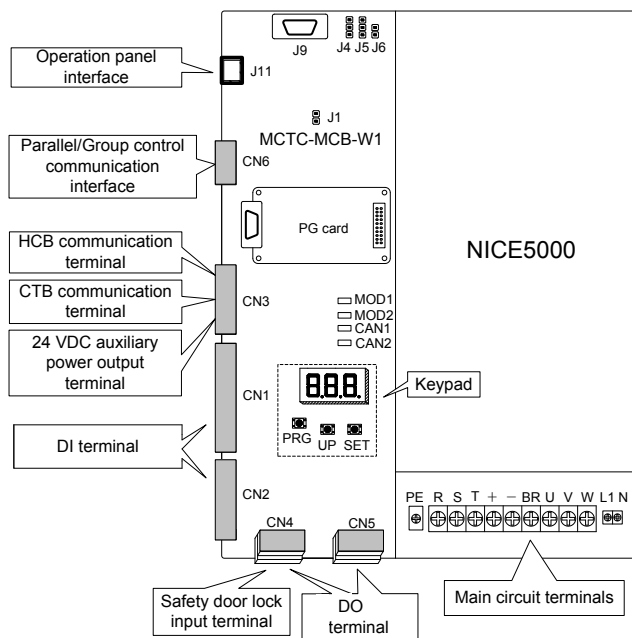 J9
J4 J5 J6
Operation panel
interface
J11
J1
MCTC-MCB-W1
Parallel/Group control
communication
interface
CN6
PG card
NICE5000
HCB communication
terminal
CTB communication
terminal
24 VDC auxiliary
power output
terminal
CN3
MOD1
MOD2
CAN1
CAN2
CN1
8.8.8.
Keypad
PRG UP SET
DI terminal
CN2
PE R S T + − BR U V W L1 N
CN4 CN5
Safety door lock
input terminal
DO
terminal
Main circuit terminals